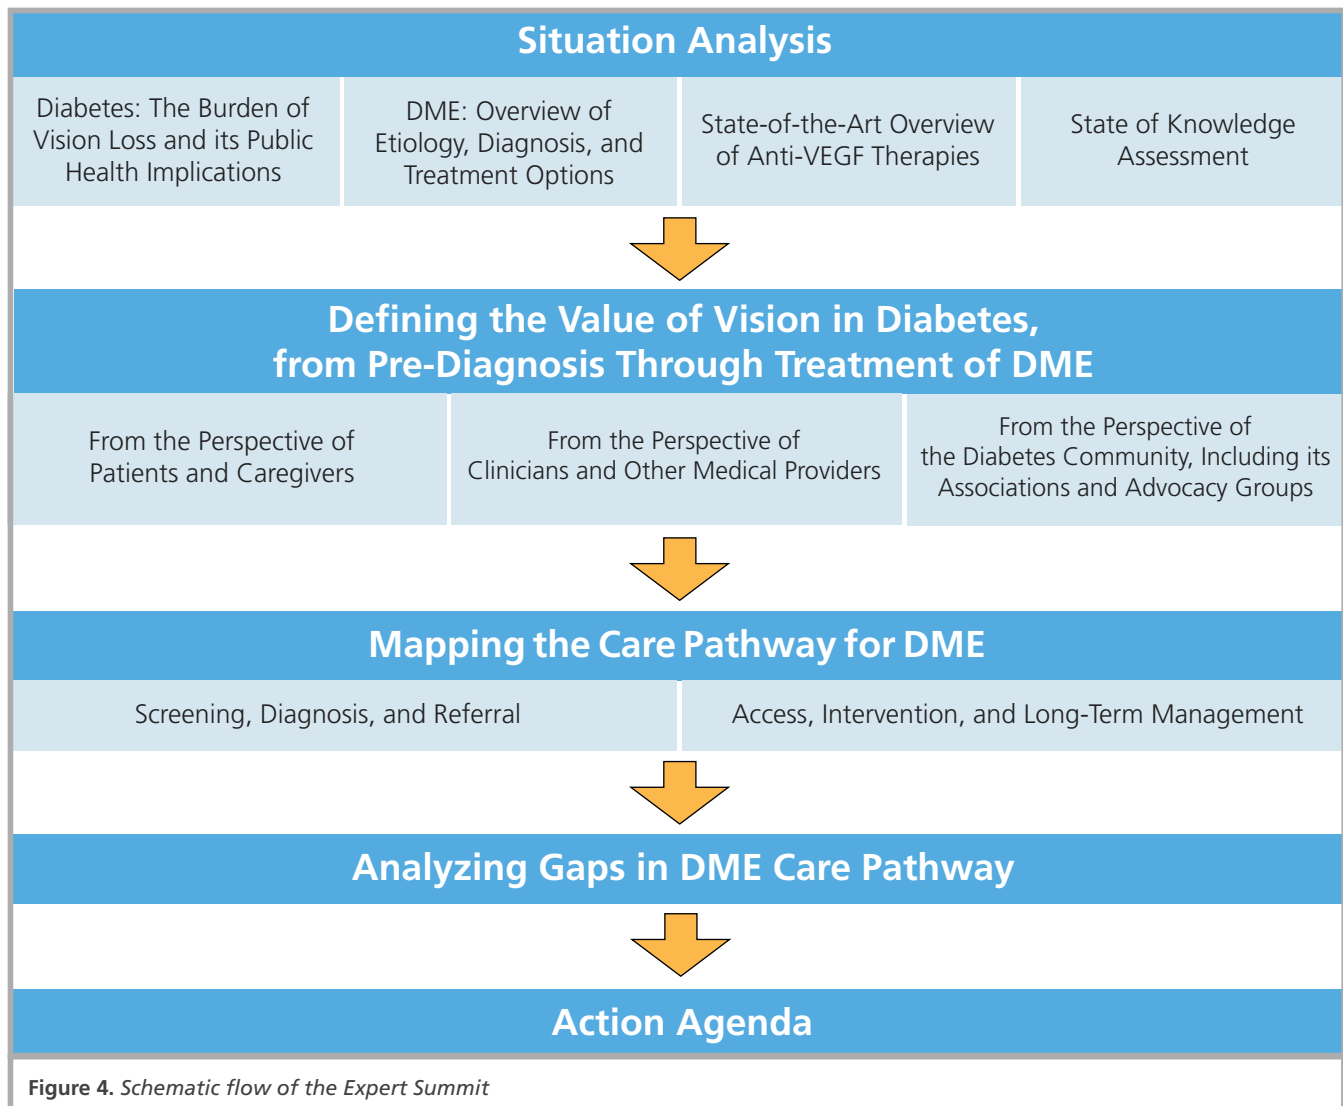 Situation Analysis
Diabetes: The Burden of
Vision Loss and its Public
Health Implications
DME: Overview of
Etiology, Diagnosis, and
Treatment Options
State-of-the-Art Overview
of Anti-VEGF Therapies
State of Knowledge
Assessment
Defining the Value of Vision in Diabetes,
from Pre-Diagnosis Through Treatment of DME
From the Perspective of
Patients and Caregivers
From the Perspective of
Clinicians and Other Medical Providers
From the Perspective of
the Diabetes Community, Including its
Associations and Advocacy Groups
Mapping the Care Pathway for DME
Screening, Diagnosis, and Referral
Access, Intervention, and Long-Term Management
Analyzing Gaps in DME Care Pathway
Action Agenda
Figure 4. Schematic flow of the Expert Summit